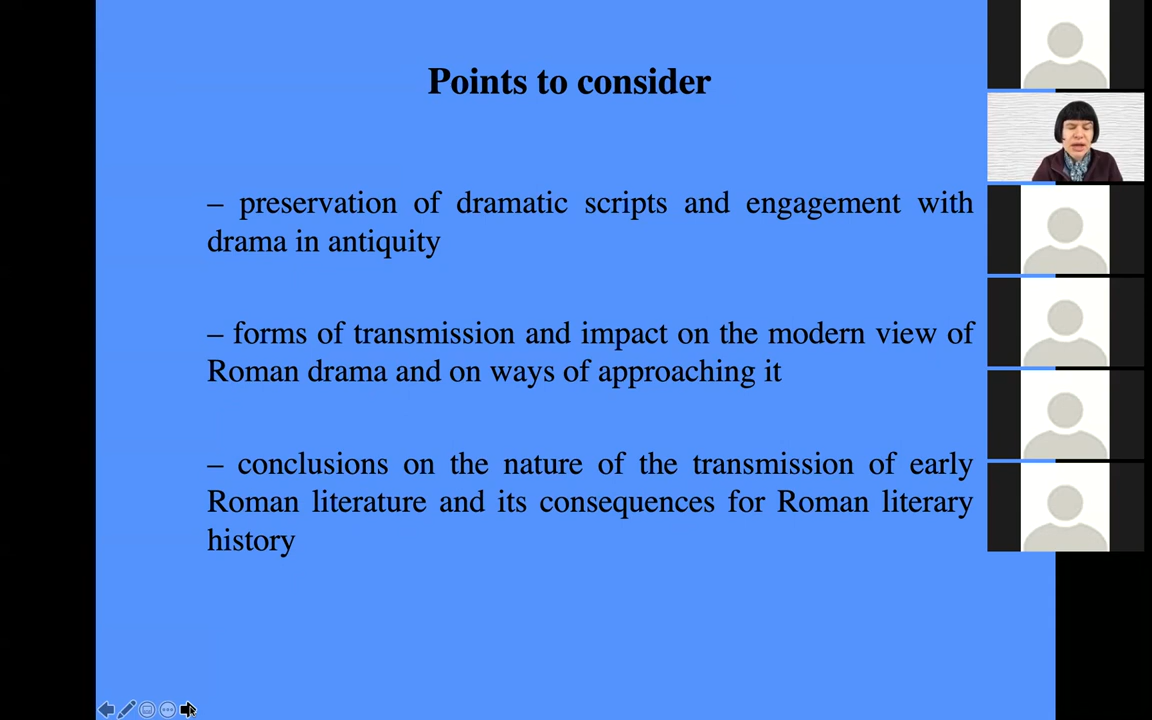 Points to consider
– preservation of dramatic scripts and engagement with
drama in antiquity
– forms of transmission and impact on the modern view of
Roman drama and on ways of approaching it
– conclusions on the nature of the transmission of early
Roman literature and its consequences for Roman literary
history